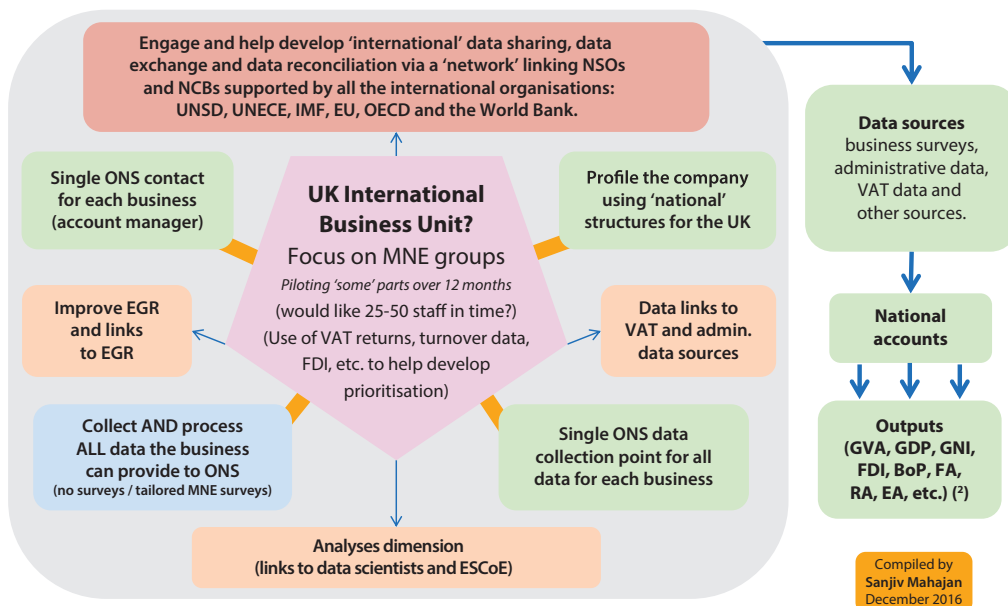 Engage and help develop ‘international’ data sharing, data
exchange and data reconciliation via a ‘network’ linking NSOs
and NCBs supported by all the international organisations:
UNSD, UNECE, IMF, EU, OECD and the World Bank.
Single ONS contact
for each business
(account manager)
UK International
Business Unit?
Focus on MNE groups
Piloting ‘some’ parts over 12 months
(would like 25-50 staff in time?)
(Use of VAT returns, turnover data,
FDI, etc. to help develop
prioritisation)
Profile the company
using ‘national’
structures for the UK
Improve EGR
and links
to EGR
Data links to
VAT and admin.
data sources
Collect AND process
ALL data the business
can provide to ONS
(no surveys / tailored MNE surveys)
Single ONS data
collection point for all
data for each business
Analyses dimension
(links to data scientists and ESCoE)
Data sources
business surveys,
administrative data,
VAT data and
other sources.
National
accounts
Outputs
(GVA, GDP, GNI,
FDI, BoP, FA,
RA, EA, etc.) (²)
Compiled by
Sanjiv Mahajan
December 2016